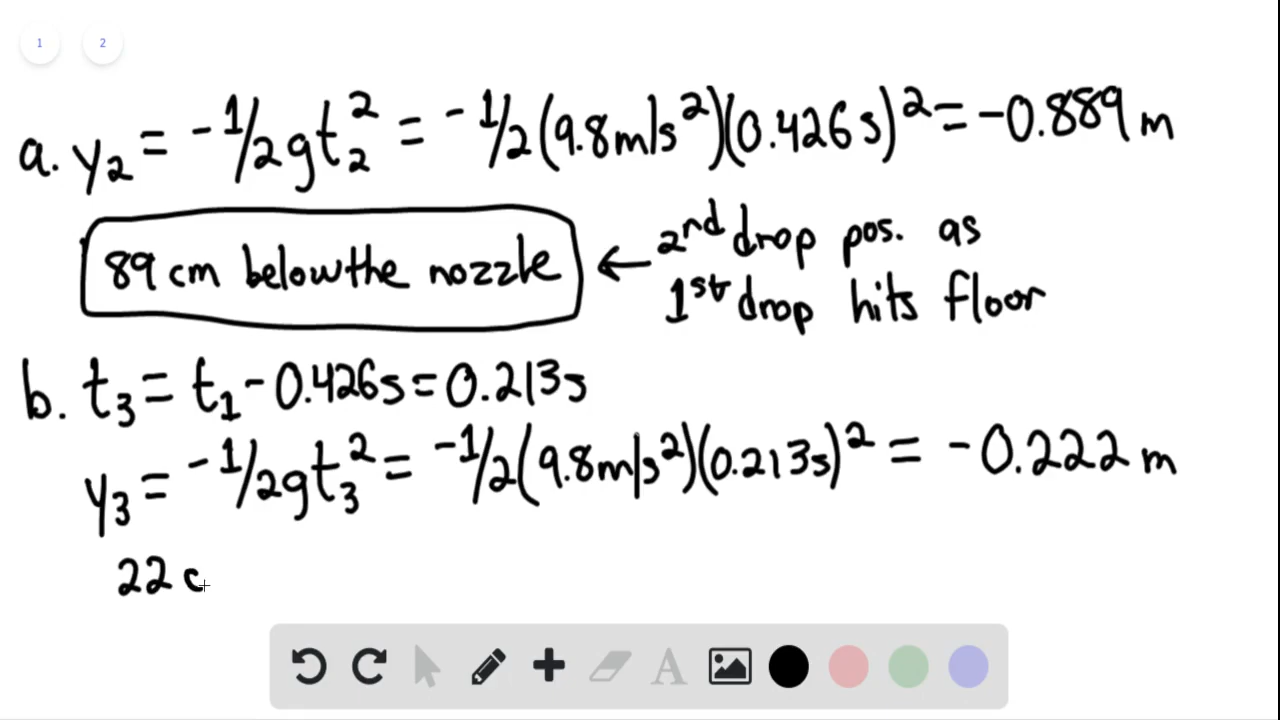 1 2
a. y₂ = -1/2gt₂² = -1/2(9.8m/s²)(0.426s)² = -0.889m
89 cm below the nozzle ← 2nd drop pos. as
1st drop hits floor
b. t₃ = t₁ - 0.426s = 0.213s
y₃ = -1/2gt₃² = -1/2(9.8m/s²)(0.213s)² = -0.222m
22 c
A